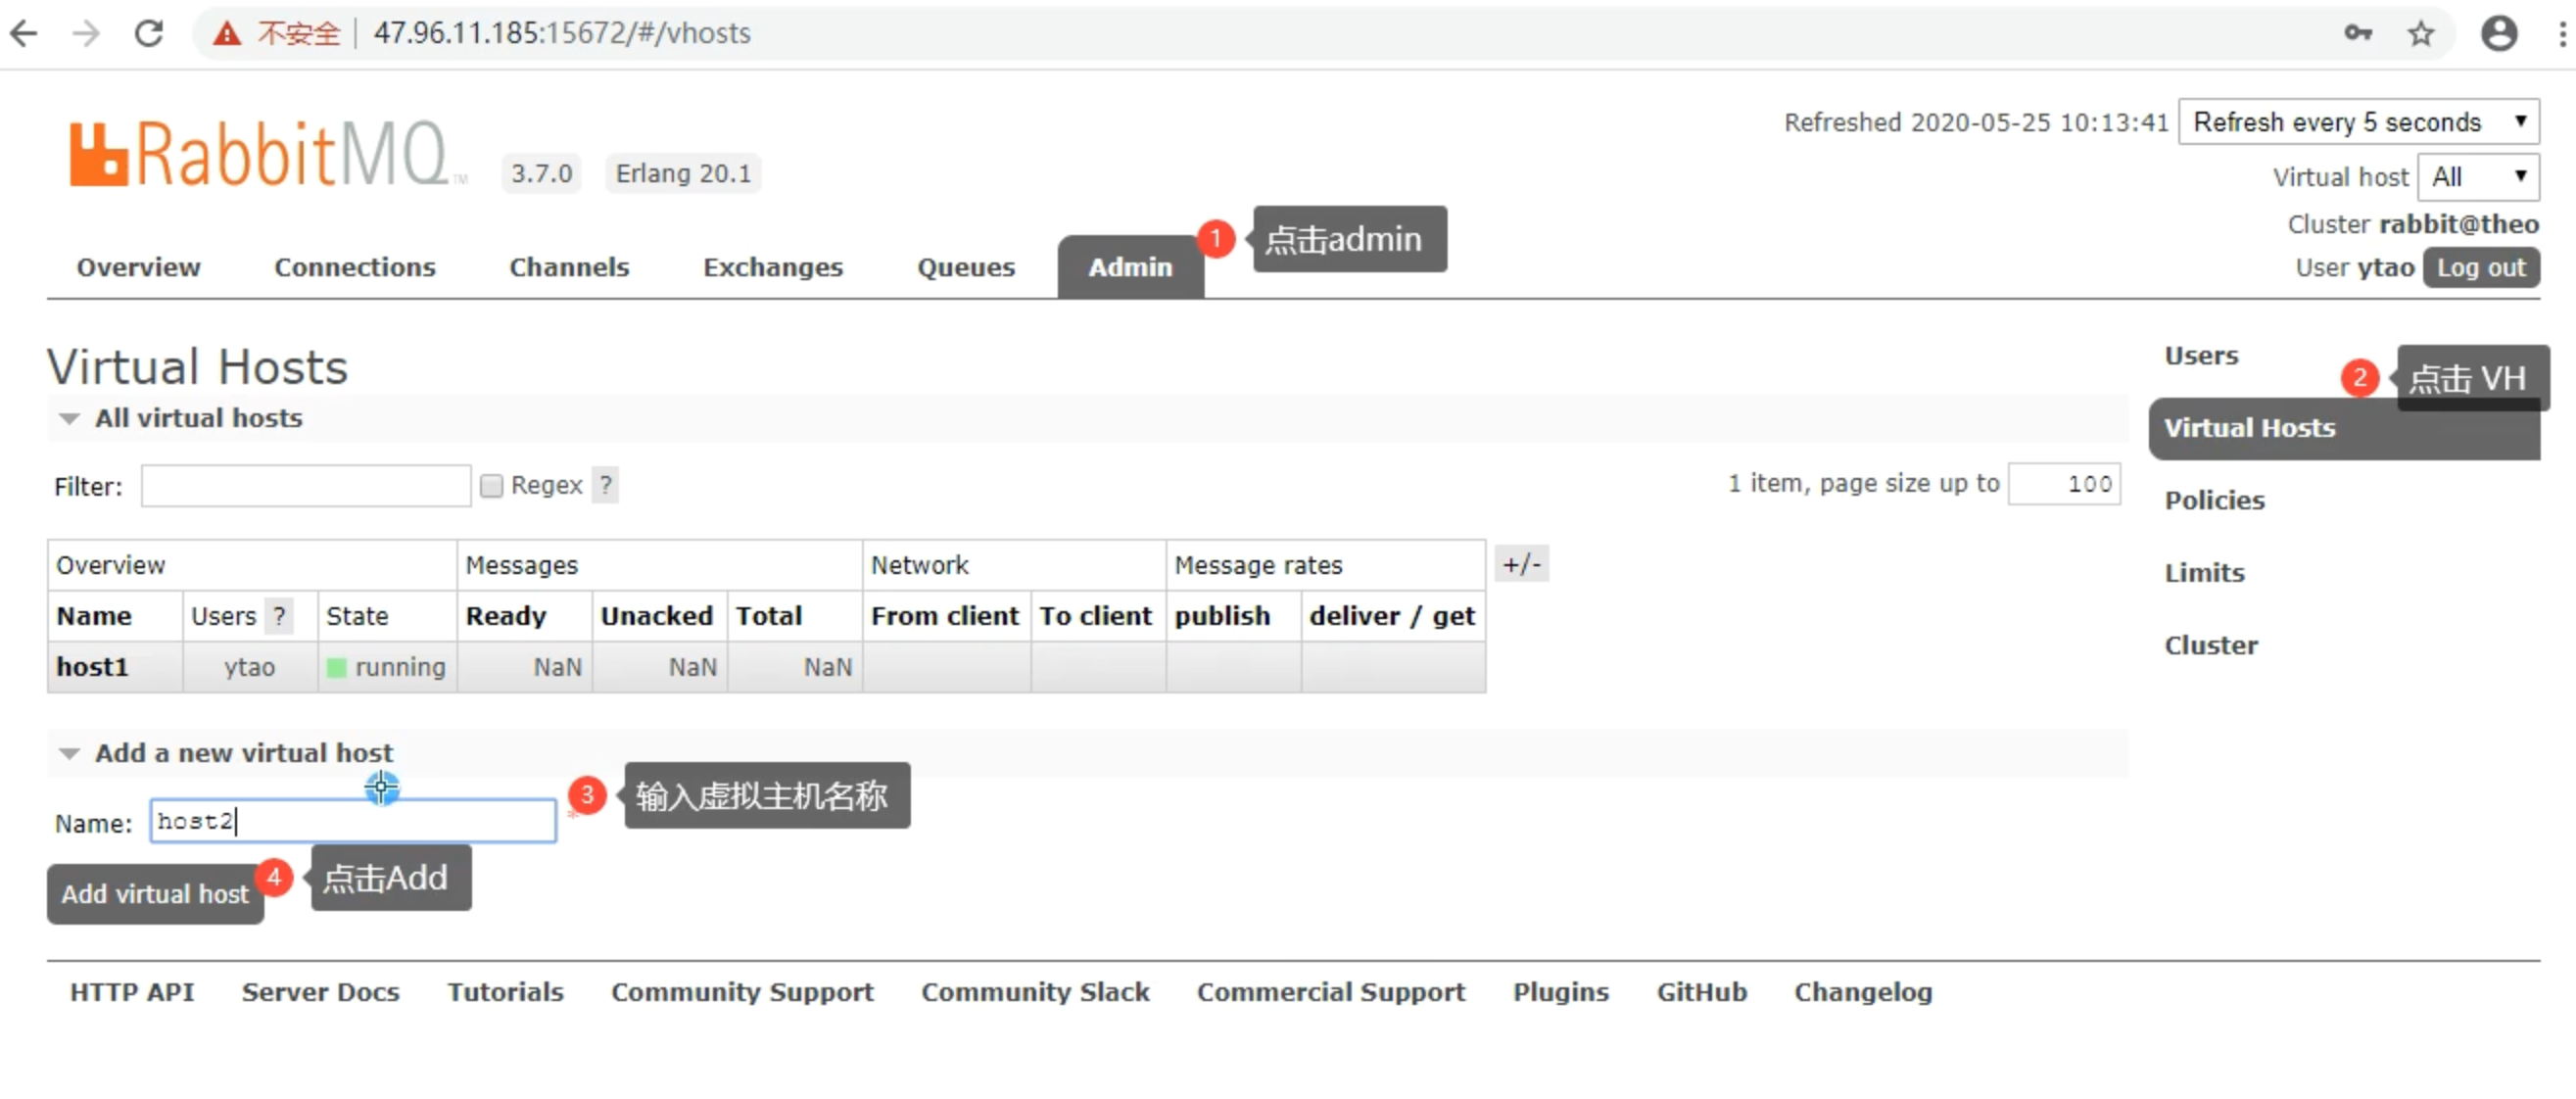 不安全 47.96.11.185:15672/#/vhosts
Refreshed 2020-05-25 10:13:41 Refresh every 5 seconds
RabbitMQ TM 3.7.0 Erlang 20.1
Virtual host All
Cluster rabbit@theo
User ytao Log out
Overview Connections Channels Exchanges Queues Admin
1 点击admin
Virtual Hosts
All virtual hosts
Filter: Regex ?
1 item, page size up to 100
Overview Messages Network Message rates +/-
Name Users ? State Ready Unacked Total From client To client publish deliver / get
host1 ytao running NaN NaN NaN
Add a new virtual host
Name: host2 *
3 输入虚拟主机名称
Add virtual host
4 点击Add
Users
2 点击 VH
Virtual Hosts
Policies
Limits
Cluster
HTTP API Server Docs Tutorials Community Support Community Slack Commercial Support Plugins GitHub Changelog